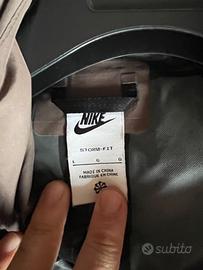 NIKE
STORM-FIT
L G G
MADE IN CHINA
FABRIQUÉ EN CHINE
subito